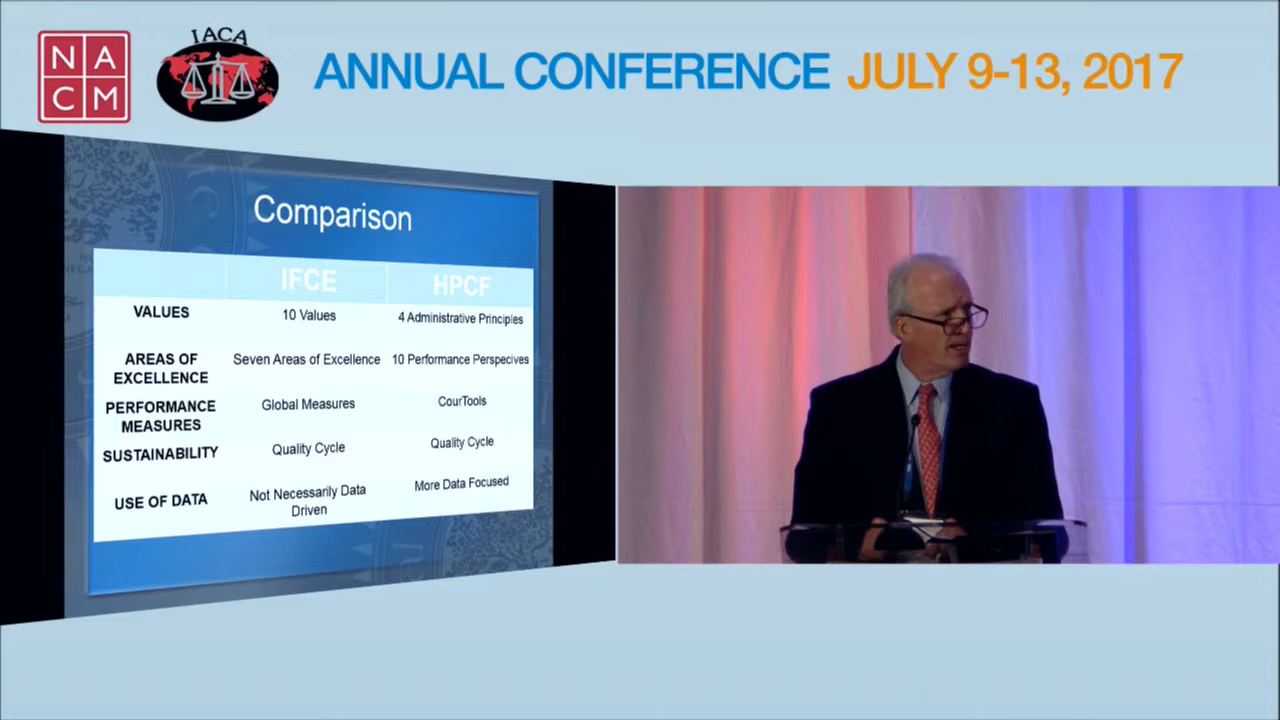 NA
CM
IACA
ANNUAL CONFERENCE JULY 9-13, 2017
Comparison
IFCE HPCF
VALUES 10 Values 4 Administrative Principles
AREAS OF
EXCELLENCE Seven Areas of Excellence 10 Performance Perspecives
PERFORMANCE
MEASURES Global Measures CourTools
SUSTAINABILITY Quality Cycle Quality Cycle
USE OF DATA Not Necessarily Data
Driven More Data Focused